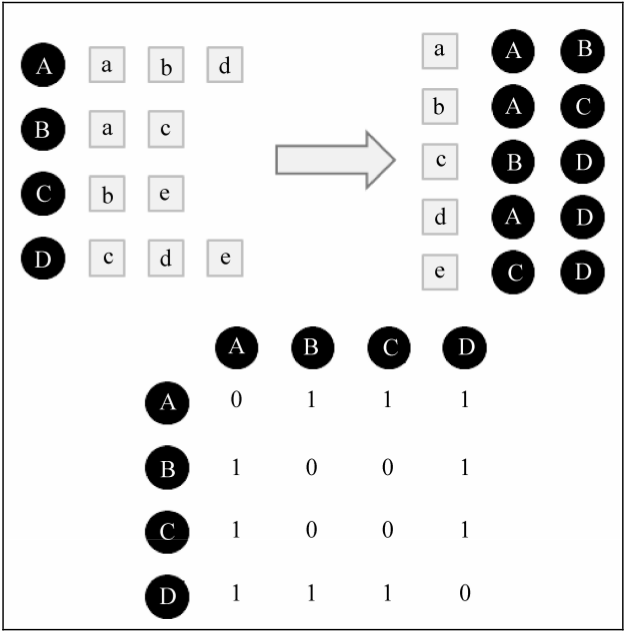 A a b d
B a c
C b e
D c d e
a A B
b A C
c B D
d A D
e C D
A B C D
A 0 1 1 1
B 1 0 0 1
C 1 0 0 1
D 1 1 1 0